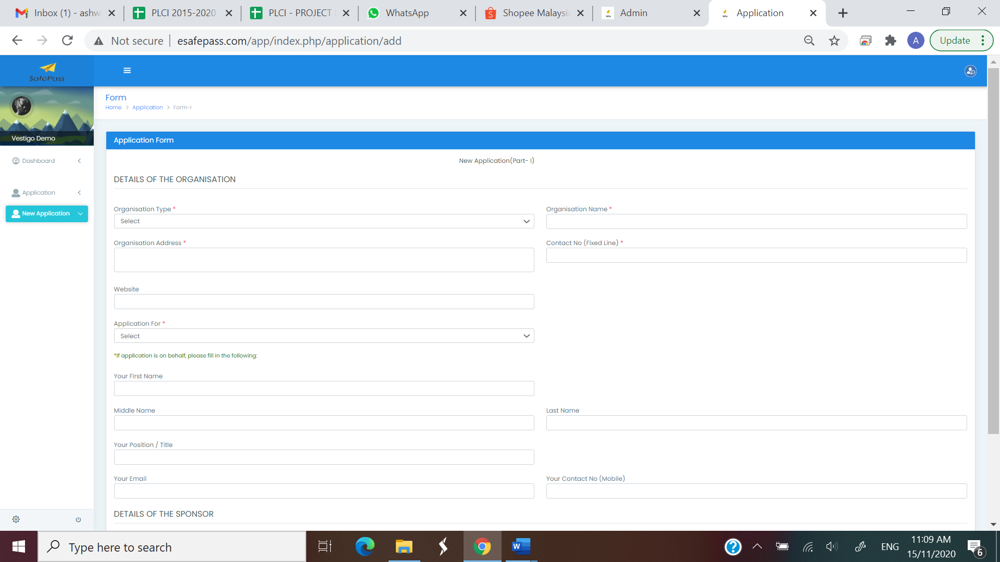 Inbox (1) - ashw
PLCI 2015-2020
PLCI - PROJECT
WhatsApp
Shopee Malaysia
Admin
Application
Not secure
esafepass.com/app/index.php/application/add
A
Update
SafePass
Form
Home > Application > Form-I
Vestigo Demo
Dashboard
Application
New Application
Application Form
New Application(Part- I)
DETAILS OF THE ORGANISATION
Organisation Type *
Organisation Name *
Select
Organisation Address *
Contact No (Fixed Line) *
Website
Application For *
Select
*If application is on behalf, please fill in the following:
Your First Name
Middle Name
Last Name
Your Position / Title
Your Email
Your Contact No (Mobile)
DETAILS OF THE SPONSOR
Type here to search
ENG
11:09 AM
15/11/2020
6